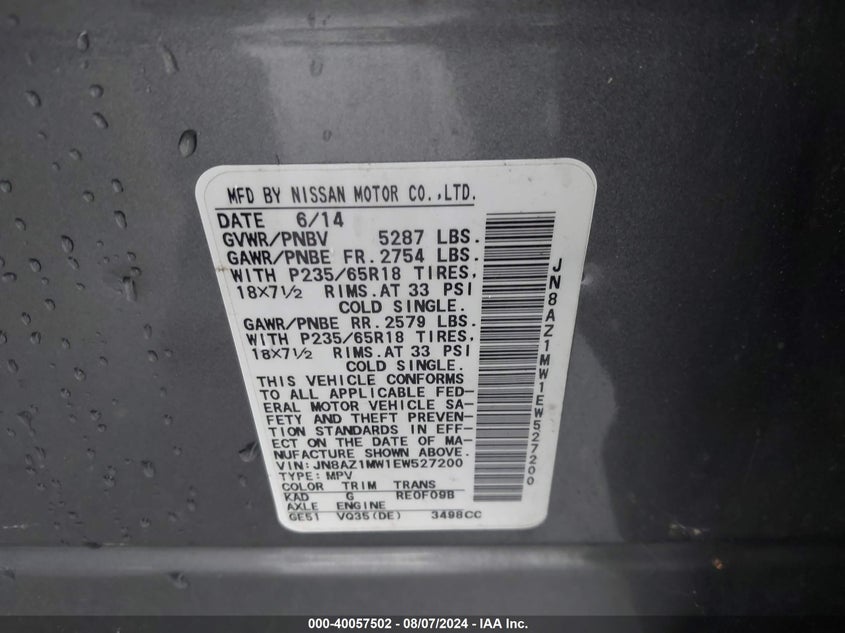 MFD BY NISSAN MOTOR CO.,LTD.
DATE 6/14
GVWR/PNBV 5287 LBS.
GAWR/PNBE FR. 2754 LBS.
WITH P235/65R18 TIRES,
18X7½ RIMS.AT 33 PSI
COLD SINGLE.
GAWR/PNBE RR. 2579 LBS.
WITH P235/65R18 TIRES,
18X7½ RIMS.AT 33 PSI
COLD SINGLE.
THIS VEHICLE CONFORMS
TO ALL APPLICABLE FED-
ERAL MOTOR VEHICLE SA-
FETY AND THEFT PREVEN-
TION STANDARDS IN EFF-
ECT ON THE DATE OF MA-
NUFACTURE SHOWN ABOVE.
VIN:JN8AZ1MW1EW527200
TYPE: MPV
COLOR TRIM TRANS
KAD G RE0F09B
AXLE ENGINE
GE51 VQ35(DE) 3498CC
JN8AZ1MW1EW527200
000-40057502 - 08/07/2024 - IAA Inc.